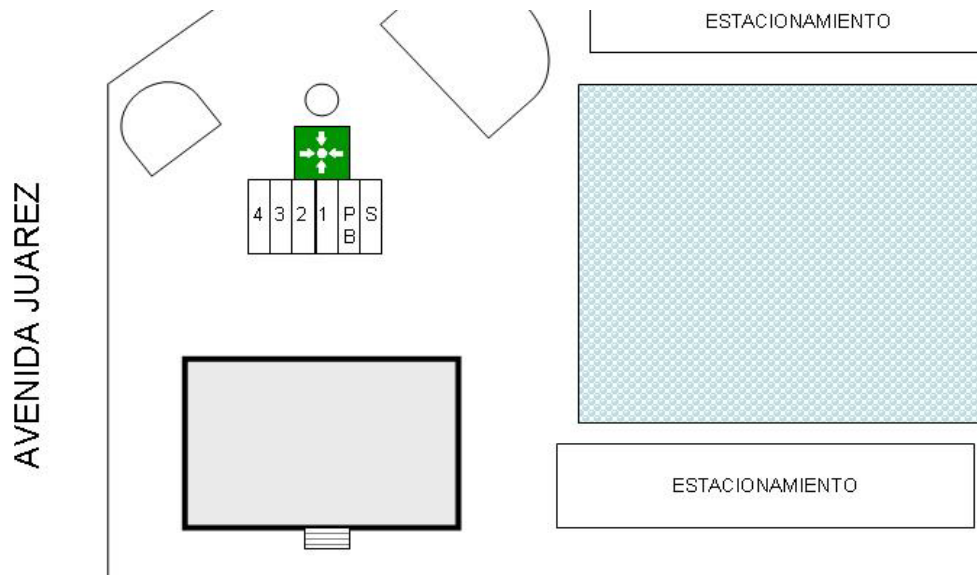 ESTACIONAMIENTO
4 3 2 1 P S
B
AVENIDA JUAREZ
ESTACIONAMIENTO